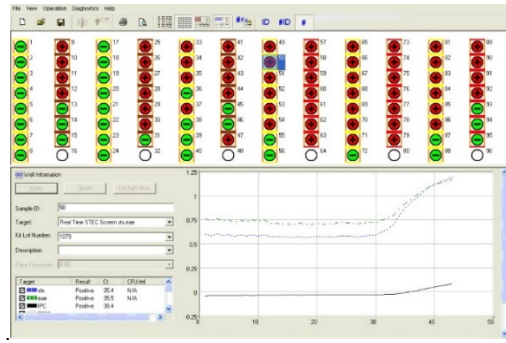 File View Operation Diagnostics Help
ID #ID #
1 9 17 25 33 41 49 57 65 73 81 89
2 10 18 26 34 42 50 58 66 74 82 90
3 11 19 27 35 43 51 59 67 75 83 91
4 12 20 28 36 44 52 60 68 76 84 92
5 13 21 29 37 45 53 61 69 77 85 93
6 14 22 30 38 46 54 62 70 78 86 94
7 15 23 31 39 47 55 63 71 79 87 95
8 16 24 32 40 48 56 64 72 80 88 96
Well Information
Sample ID: 50
Target: Real Time STEC Screen stx,eae
Kit Lot Number: 1079
Description:
0.00
Target Result Ct CFU/ml
stx Positive 35.4 N/A
eae Positive 35.5 N/A
IPC Positive 38.4
1.25
1
0.75
0.5
0.25
0
-0.25
0 10 20 30 40 50